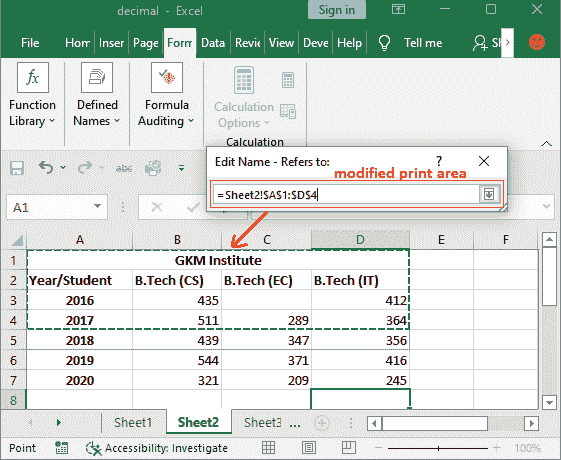 decimal - Excel
Sign in
File Hom Inser Page Form Data Revie View Deve Help Tell me Sh
Function Library
Defined Names
Formula Auditing
Calculation Options
Calculation
Edit Name - Refers to: ? ×
modified print area
=Sheet2!$A$1:$D$4
A1
A B C D E F
1 GKM Institute
2 Year/Student B.Tech (CS) B.Tech (EC) B.Tech (IT)
3 2016 435 412
4 2017 511 289 364
5 2018 439 347 356
6 2019 544 371 416
7 2020 321 209 245
8
Sheet1 Sheet2 Sheet3 ...
Point Accessibility: Investigate 100%